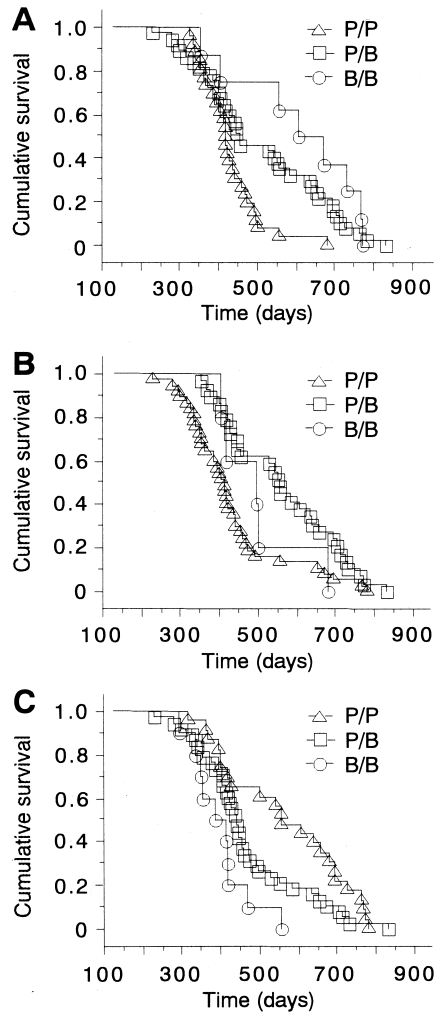 A
P/P
P/B
B/B
1.0
0.8
0.6
0.4
0.2
0
Cumulative survival
100 300 500 700 900
Time (days)
B
P/P
P/B
B/B
1.0
0.8
0.6
0.4
0.2
0
Cumulative survival
100 300 500 700 900
Time (days)
C
P/P
P/B
B/B
1.0
0.8
0.6
0.4
0.2
0
Cumulative survival
100 300 500 700 900
Time (days)